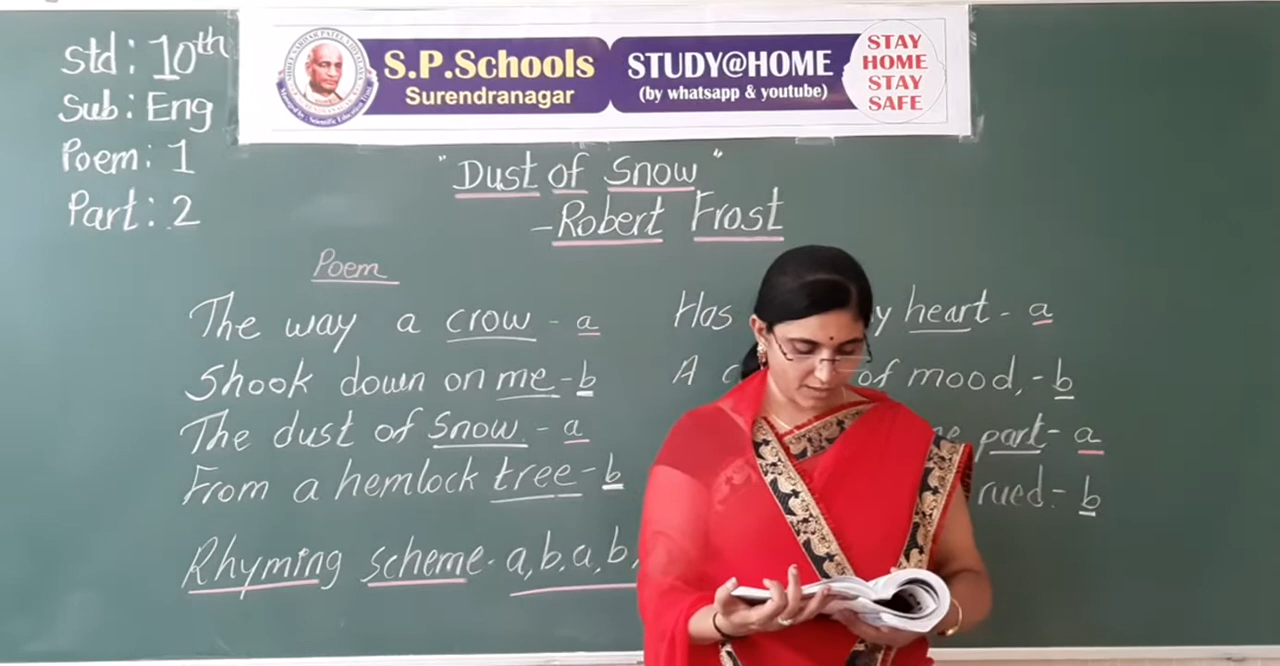 std: 10th
Sub: Eng
Poem: 1
Part: 2
S.P.Schools
Surendranagar
STUDY@HOME
(by whatsapp & youtube)
STAY
HOME
STAY
SAFE
"Dust of Snow"
-Robert Frost
Poem
The way a crow - a
Shook down on me - b
The dust of Snow. - a
From a hemlock tree - b
Has y heart - a
A c of mood, - b
part - a
rued. - b
Rhyming scheme - a, b, a, b,